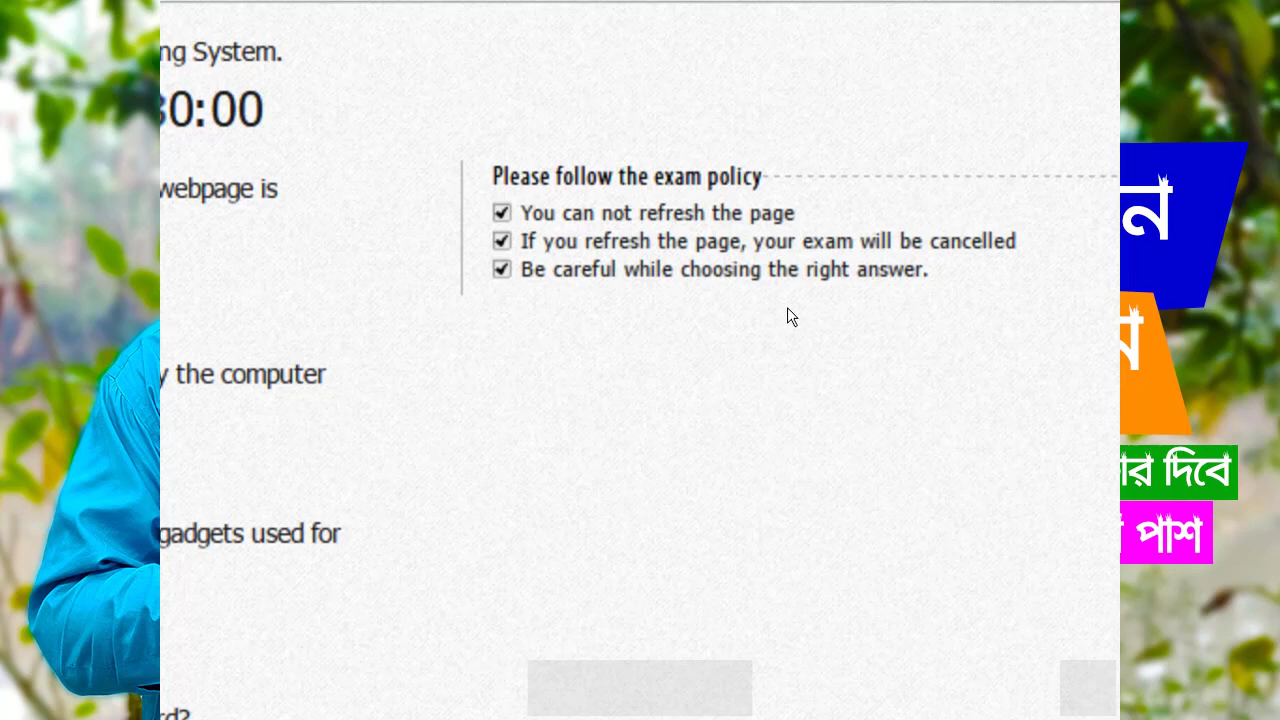 ng System.
30:00
webpage is
Please follow the exam policy
You can not refresh the page
If you refresh the page, your exam will be cancelled
Be careful while choosing the right answer.
y the computer
gadgets used for
rd?
ন
ন
ার দিবে
পাশ